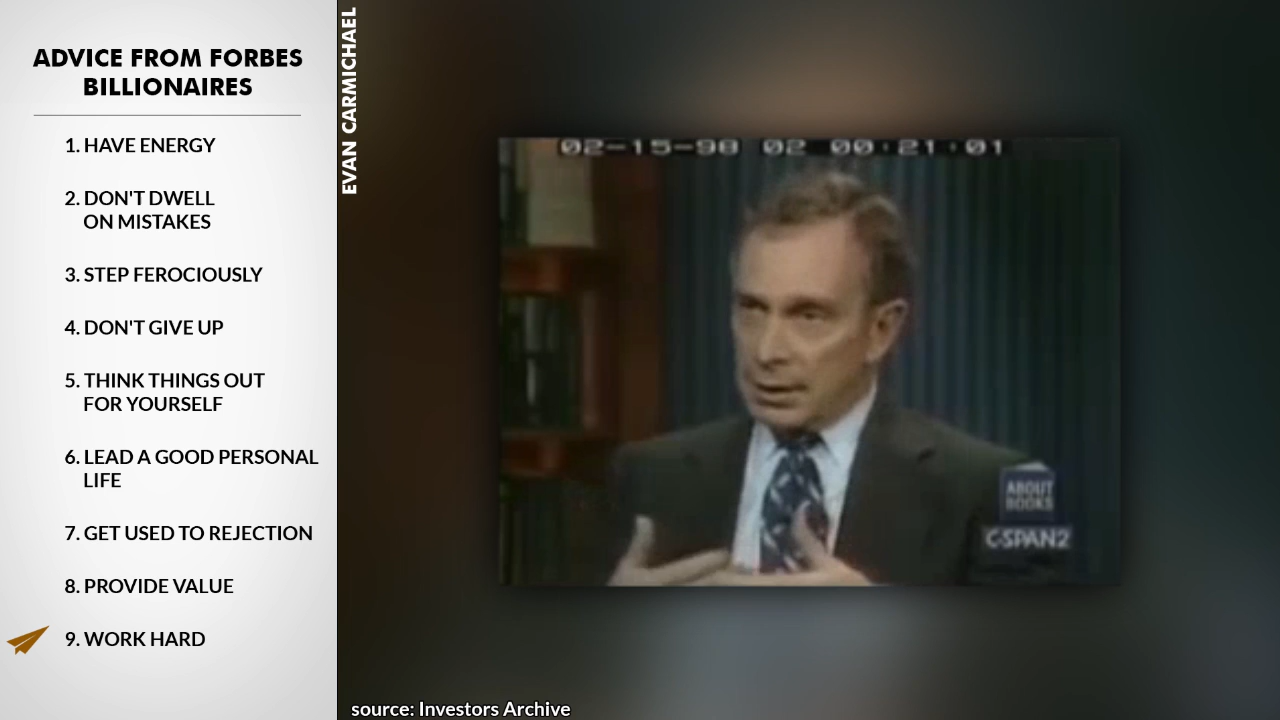 ADVICE FROM FORBES
BILLIONAIRES
1. HAVE ENERGY
2. DON'T DWELL
ON MISTAKES
3. STEP FEROCIOUSLY
4. DON'T GIVE UP
5. THINK THINGS OUT
FOR YOURSELF
6. LEAD A GOOD PERSONAL
LIFE
7. GET USED TO REJECTION
8. PROVIDE VALUE
9. WORK HARD
EVAN CARMICHAEL
02-15-98 02 00:21:01
ABOUT
BOOKS
C-SPAN2
source: Investors Archive